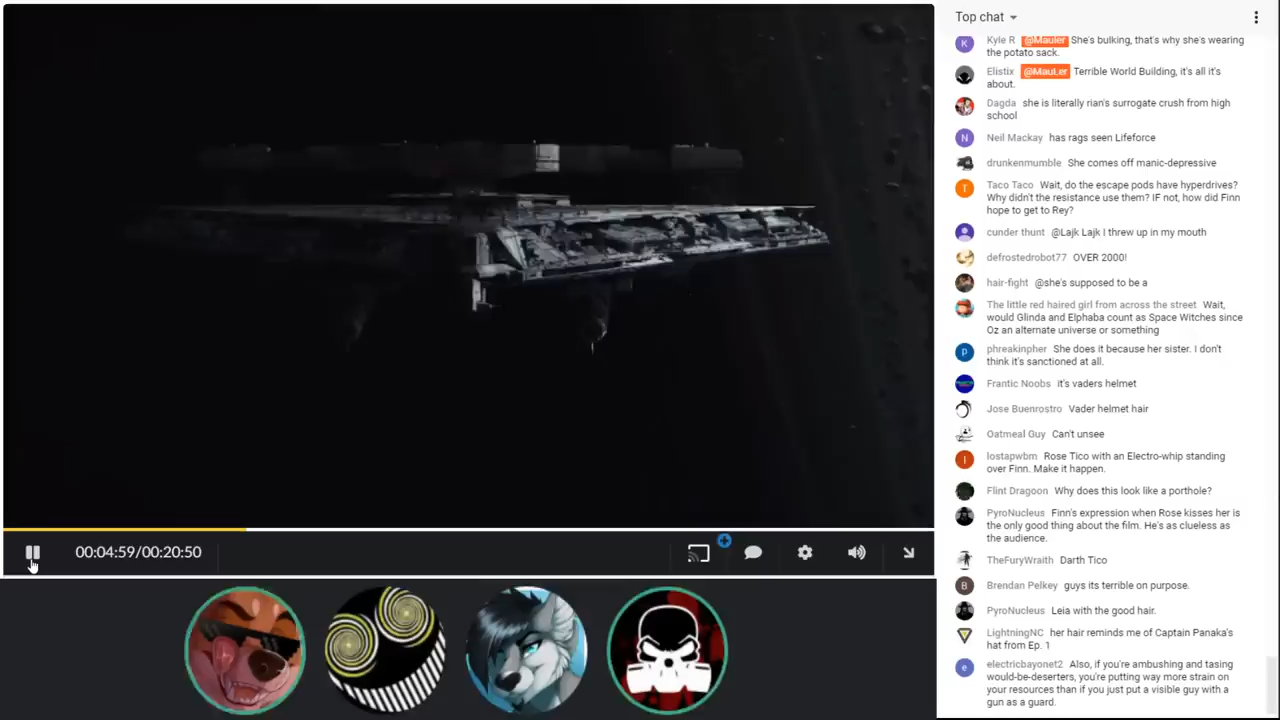 Top chat
K Kyle R @Mauler She's bulking, that's why she's wearing
the potato sack.
Elistix @MauLer Terrible World Building, it's all it's
about.
Dagda she is literally rian's surrogate crush from high
school
N Neil Mackay has rags seen Lifeforce
drunkenmumble She comes off manic-depressive
T Taco Taco Wait, do the escape pods have hyperdrives?
Why didn't the resistance use them? IF not, how did Finn
hope to get to Rey?
cunder thunt @Lajk Lajk I threw up in my mouth
defrostedrobot77 OVER 2000!
hair-fight @she's supposed to be a
The little red haired girl from across the street Wait,
would Glinda and Elphaba count as Space Witches since
Oz an alternate universe or something
p phreakinpher She does it because her sister. I don't
think it's sanctioned at all.
Frantic Noobs it's vaders helmet
Jose Buenrostro Vader helmet hair
Oatmeal Guy Can't unsee
l lostapwbm Rose Tico with an Electro-whip standing
over Finn. Make it happen.
Flint Dragoon Why does this look like a porthole?
PyroNucleus Finn's expression when Rose kisses her is
the only good thing about the film. He's as clueless as
the audience.
TheFuryWraith Darth Tico
B Brendan Pelkey guys its terrible on purpose.
PyroNucleus Leia with the good hair.
LightningNC her hair reminds me of Captain Panaka's
hat from Ep. 1
e electricbayonet2 Also, if you're ambushing and tasing
would-be-deserters, you're putting way more strain on
your resources than if you just put a visible guy with a
gun as a guard.
00:04:59/00:20:50